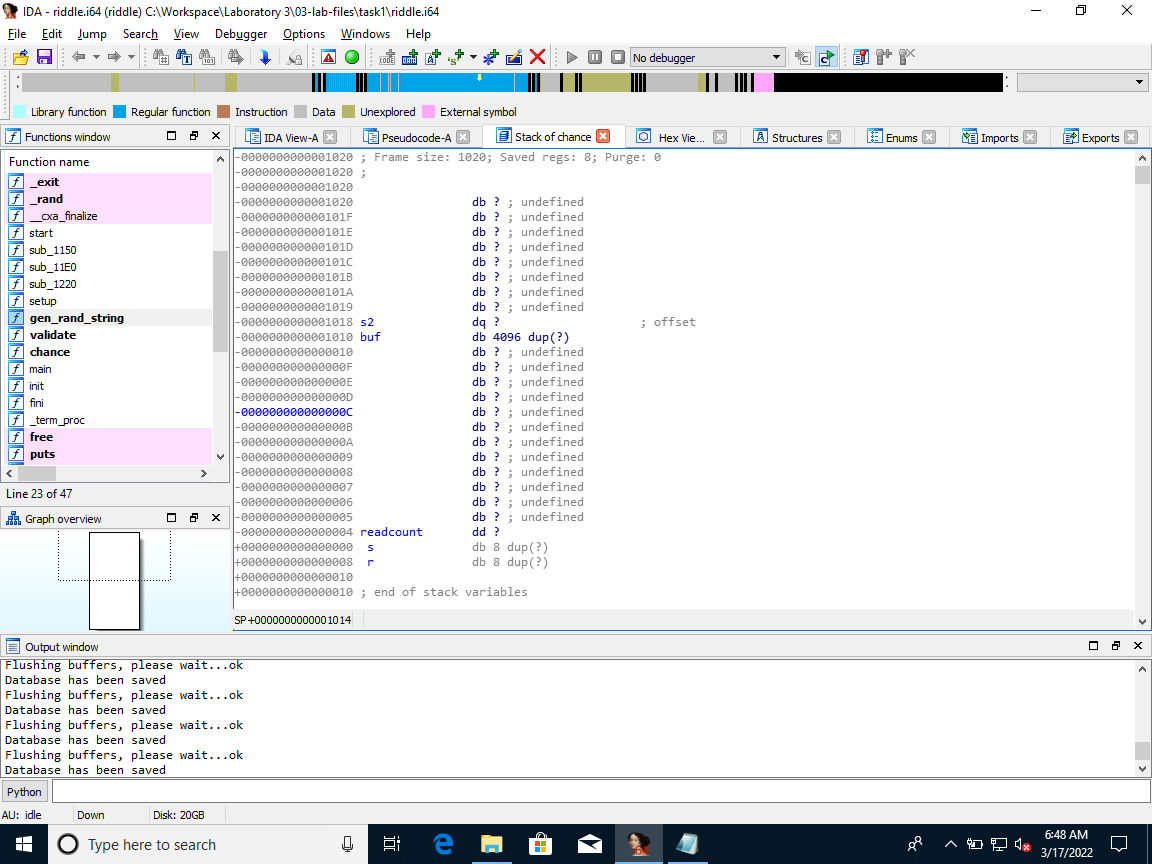 IDA - riddle.i64 (riddle) C:\Workspace\Laboratory 3\03-lab-files\task1\riddle.i64
File Edit Jump Search View Debugger Options Windows Help
No debugger
Library function Regular function Instruction Data Unexplored External symbol
Functions window
Function name
_exit
_rand
__cxa_finalize
start
sub_1150
sub_11E0
sub_1220
setup
gen_rand_string
validate
chance
main
init
fini
_term_proc
free
puts
Line 23 of 47
Graph overview
IDA View-A Pseudocode-A Stack of chance Hex Vie... Structures Enums Imports Exports
-0000000000001020 ; Frame size: 1020; Saved regs: 8; Purge: 0
-0000000000001020 ;
-0000000000001020
-0000000000001020 db ? ; undefined
-000000000000101F db ? ; undefined
-000000000000101E db ? ; undefined
-000000000000101D db ? ; undefined
-000000000000101C db ? ; undefined
-000000000000101B db ? ; undefined
-000000000000101A db ? ; undefined
-0000000000001019 db ? ; undefined
-0000000000001018 s2 dq ? ; offset
-0000000000001010 buf db 4096 dup(?)
-0000000000000010 db ? ; undefined
-000000000000000F db ? ; undefined
-000000000000000E db ? ; undefined
-000000000000000D db ? ; undefined
-000000000000000C db ? ; undefined
-000000000000000B db ? ; undefined
-000000000000000A db ? ; undefined
-0000000000000009 db ? ; undefined
-0000000000000008 db ? ; undefined
-0000000000000007 db ? ; undefined
-0000000000000006 db ? ; undefined
-0000000000000005 db ? ; undefined
-0000000000000004 readcount dd ?
+0000000000000000 s db 8 dup(?)
+0000000000000008 r db 8 dup(?)
+0000000000000010
+0000000000000010 ; end of stack variables
SP+0000000000001014
Output window
Flushing buffers, please wait...ok
Database has been saved
Flushing buffers, please wait...ok
Database has been saved
Flushing buffers, please wait...ok
Database has been saved
Flushing buffers, please wait...ok
Database has been saved
Python
AU: idle Down Disk: 20GB
Type here to search
6:48 AM
3/17/2022